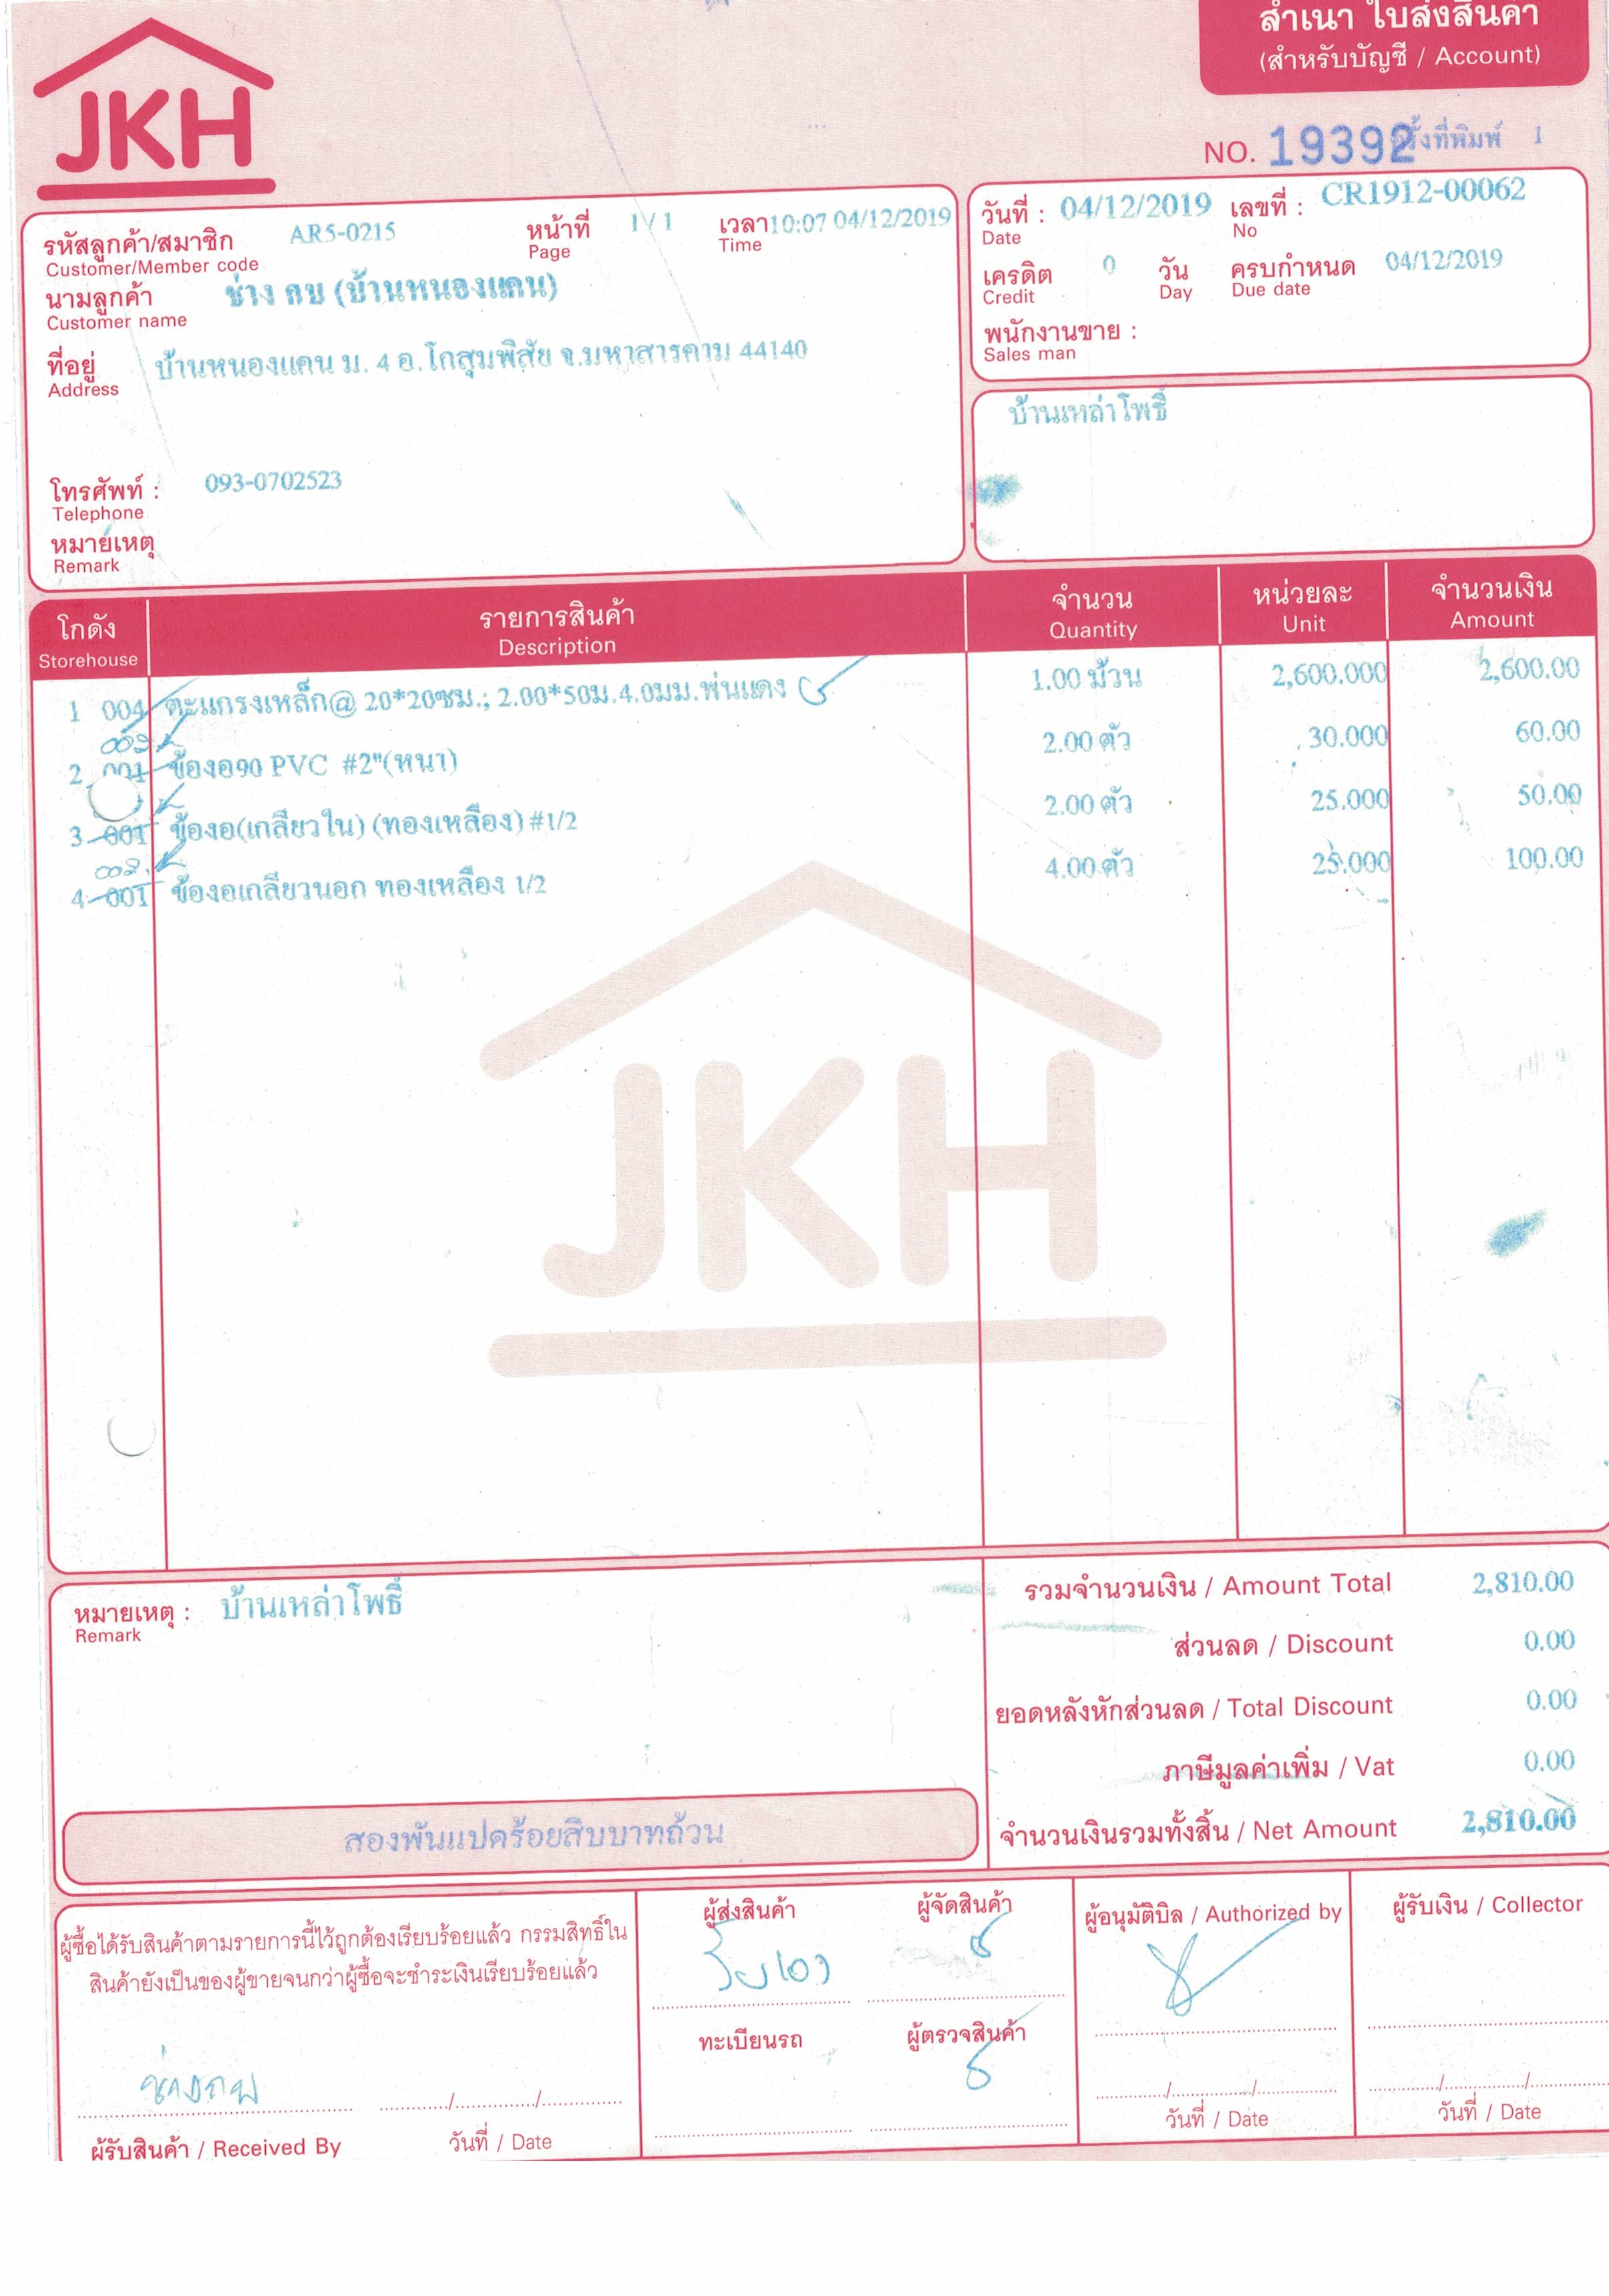 JKH
สำเนา ใบส่งสินค้า
(สำหรับบัญชี / Account)
NO. 19392 ครั้งที่พิมพ์ 1
รหัสลูกค้า/สมาชิก AR5-0215 หน้าที่ 1 / 1 เวลา 10:07 04/12/2019
Customer/Member code Page Time
นามลูกค้า ช่าง กบ (บ้านหนองแคน)
Customer name
ที่อยู่ บ้านหนองแคน ม. 4 อ.โกสุมพิสัย จ.มหาสารคาม 44140
Address
โทรศัพท์ : 093-0702523
Telephone
หมายเหตุ
Remark
วันที่ : 04/12/2019 เลขที่ : CR1912-00062
Date No
เครดิต 0 วัน ครบกำหนด 04/12/2019
Credit Day Due date
พนักงานขาย :
Sales man
บ้านเหล่าโพธิ์
โกดัง รายการสินค้า จำนวน หน่วยละ จำนวนเงิน
Storehouse Description Quantity Unit Amount
1 004 ตะแกรงเหล็ก@ 20*20ซม.; 2.00*50ม.4.0มม.พ่นแดง 1.00 ม้วน 2,600.000 2,600.00
002
2 001 ข้องอ90 PVC #2"(หนา) 2.00 ตัว 30.000 60.00
3 001 ข้องอ(เกลียวใน) (ทองเหลือง) #1/2 2.00 ตัว 25.000 50.00
002
4 001 ข้องอเกลียวนอก ทองเหลือง 1/2 4.00 ตัว 25.000 100.00
JKH
หมายเหตุ : บ้านเหล่าโพธิ์
Remark
รวมจำนวนเงิน / Amount Total 2,810.00
ส่วนลด / Discount 0.00
ยอดหลังหักส่วนลด / Total Discount 0.00
ภาษีมูลค่าเพิ่ม / Vat 0.00
จำนวนเงินรวมทั้งสิ้น / Net Amount 2,810.00
สองพันแปดร้อยสิบบาทถ้วน
ผู้ซื้อได้รับสินค้าตามรายการนี้ไว้ถูกต้องเรียบร้อยแล้ว กรรมสิทธิ์ใน
สินค้ายังเป็นของผู้ขายจนกว่าผู้ซื้อจะชำระเงินเรียบร้อยแล้ว
ช่างกบ
ผู้รับสินค้า / Received By วันที่ / Date
ผู้ส่งสินค้า ผู้จัดสินค้า
ทะเบียนรถ ผู้ตรวจสินค้า
ผู้อนุมัติบิล / Authorized by
วันที่ / Date
ผู้รับเงิน / Collector
วันที่ / Date